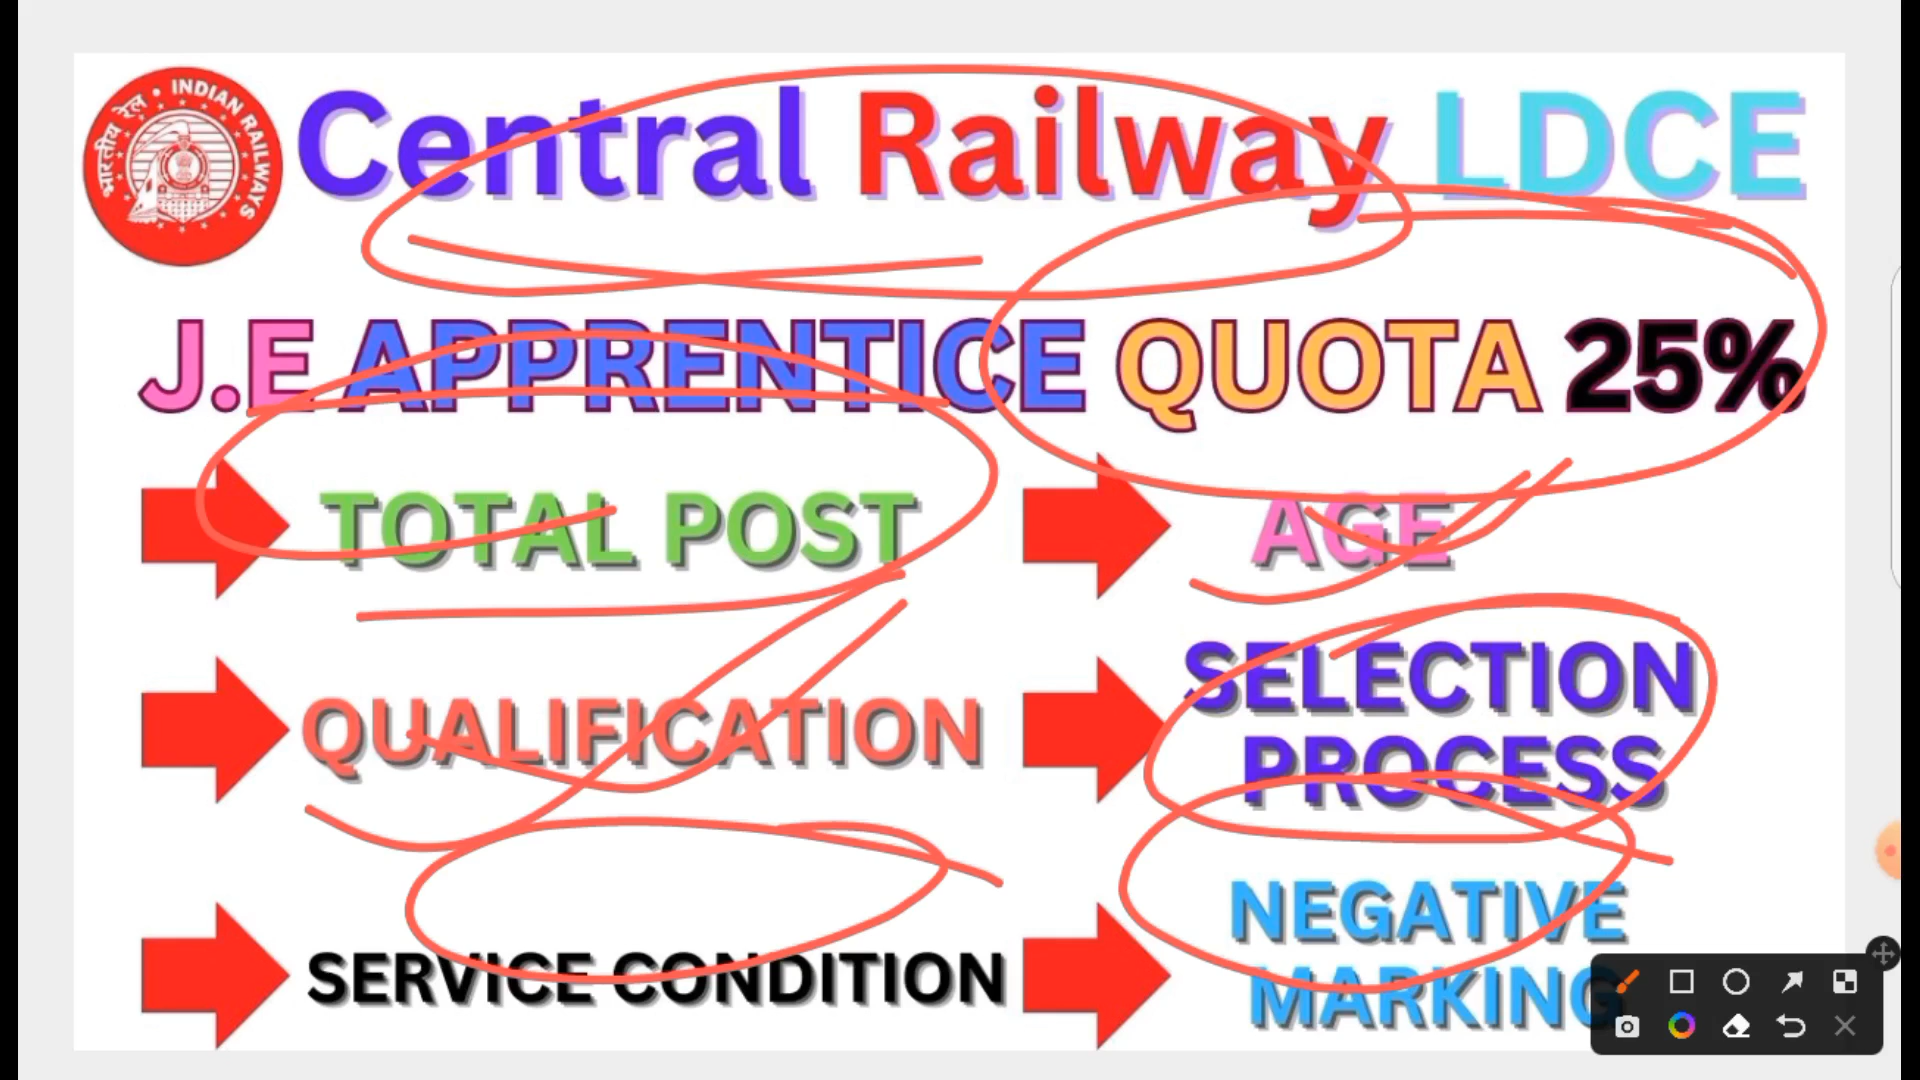 भारतीय रेल • INDIAN RAILWAYS
Central Railway LDCE
J.E APPRENTICE QUOTA 25%
TOTAL POST
AGE
QUALIFICATION
SELECTION
PROCESS
SERVICE CONDITION
NEGATIVE
MARKING